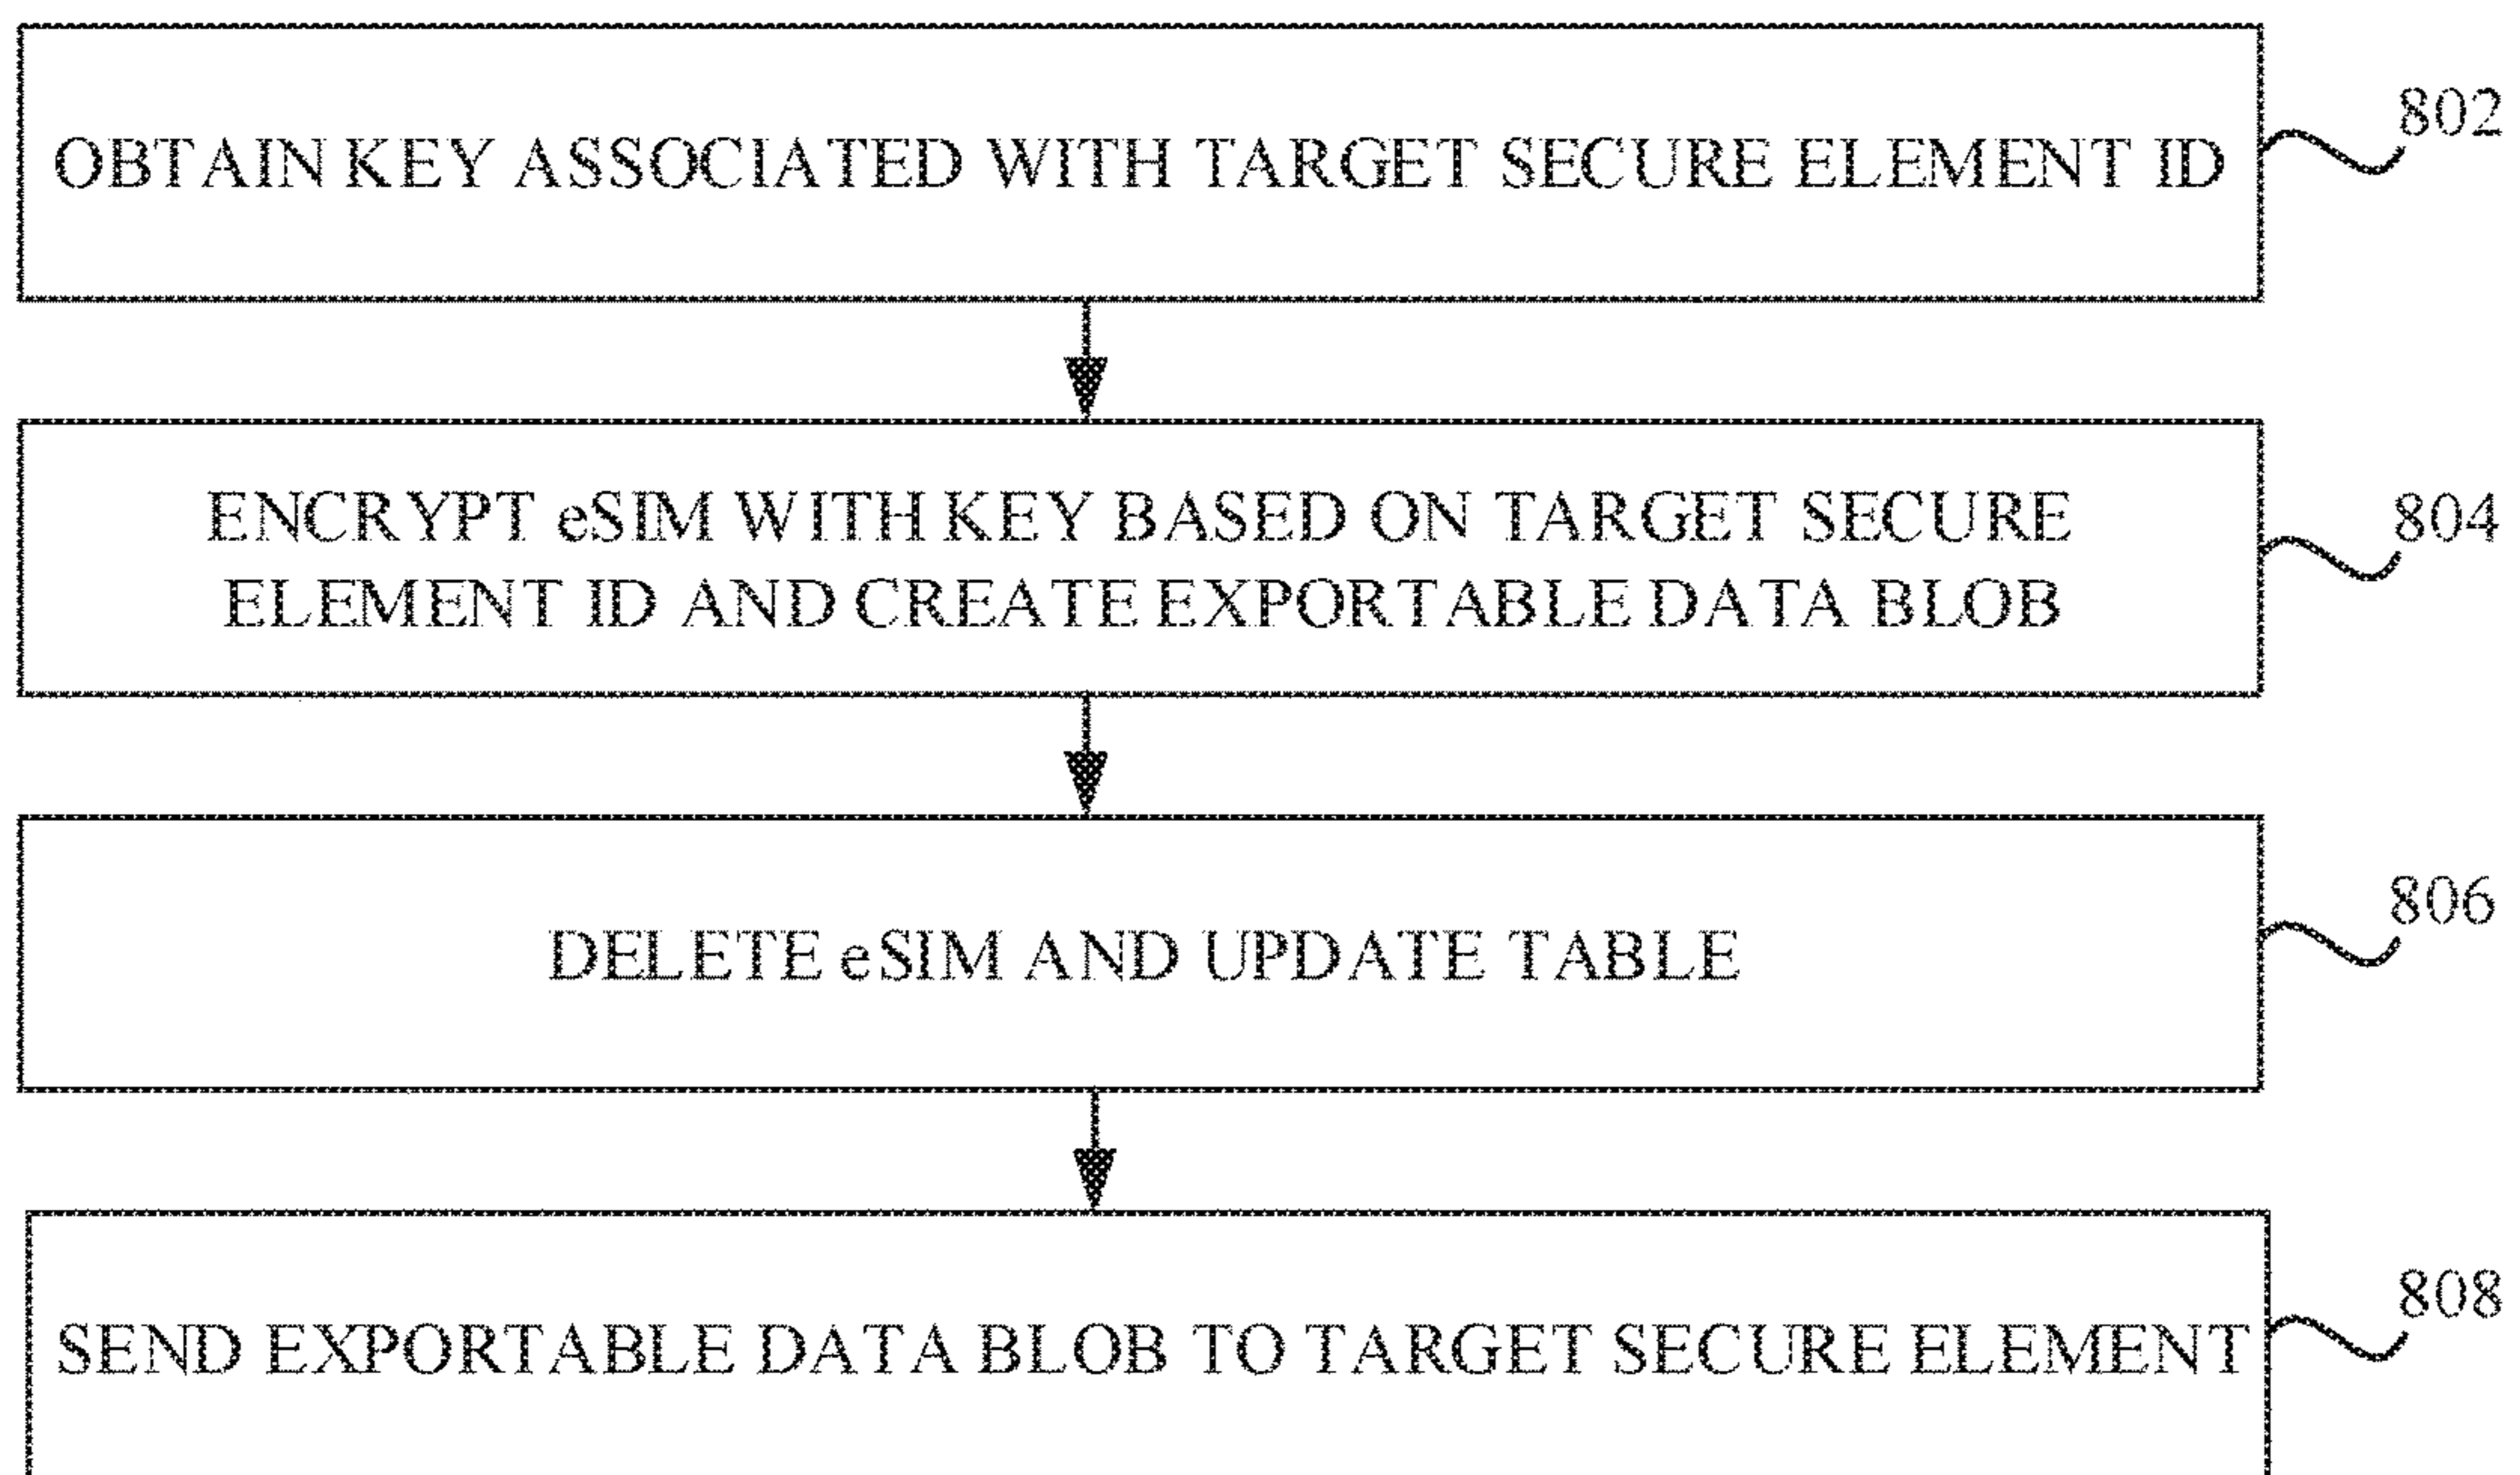 OBTAIN KEY ASSOCIATED WITH TARGET SECURE ELEMENT ID
802
ENCRYPT eSIM WITH KEY BASED ON TARGET SECURE
ELEMENT ID AND CREATE EXPORTABLE DATA BLOB
804
DELETE eSIM AND UPDATE TABLE
806
SEND EXPORTABLE DATA BLOB TO TARGET SECURE ELEMENT
808